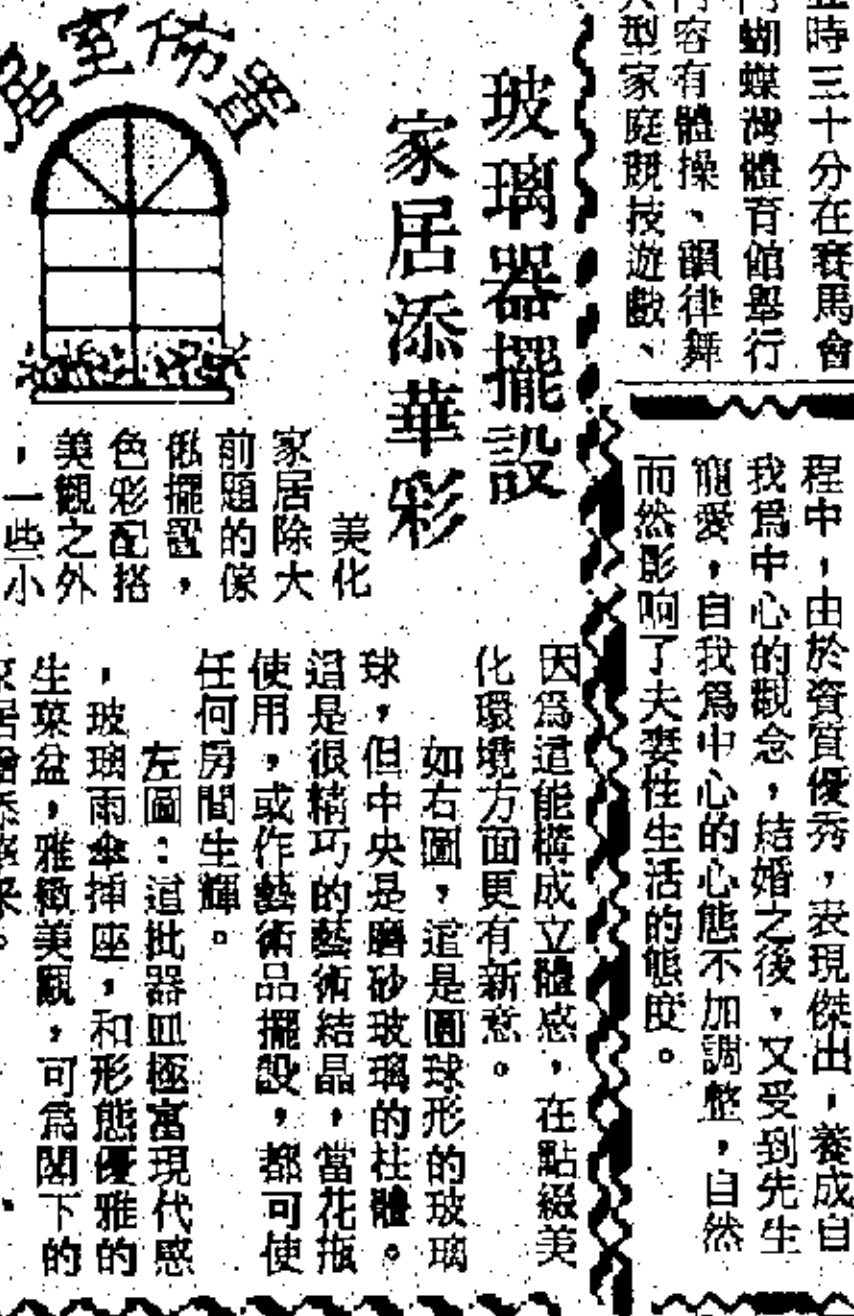 五時三十分在賽馬會
蝴蝶灣體育館舉行
內容有體操、韻律舞
大型家庭競技遊戲、
程中，由於資質優秀，表現傑出，養成自
我爲中心的觀念，結婚之後，又受到先生
寵愛，自我爲中心的心態不加調整，自然
而然影响了夫妻性生活的態度。
玻璃器擺設
家居添華彩
居室佈置
美化
家居除大
前題的傢
俬擺置，
色彩配搭
美觀之外
，一些小
因爲這能構成立體感，在點綴美
化環境方面更有新意。
如右圖，這是圓球形的玻璃
球，但中央是磨砂玻璃的柱體。
這是很精巧的藝術結晶，當花瓶
使用，或作藝術品擺設，都可使
任何房間生輝。
左圖：這批器皿極富現代感
，玻璃雨傘揷座，和形態優雅的
生菜盆，雅緻美觀，可爲閣下的